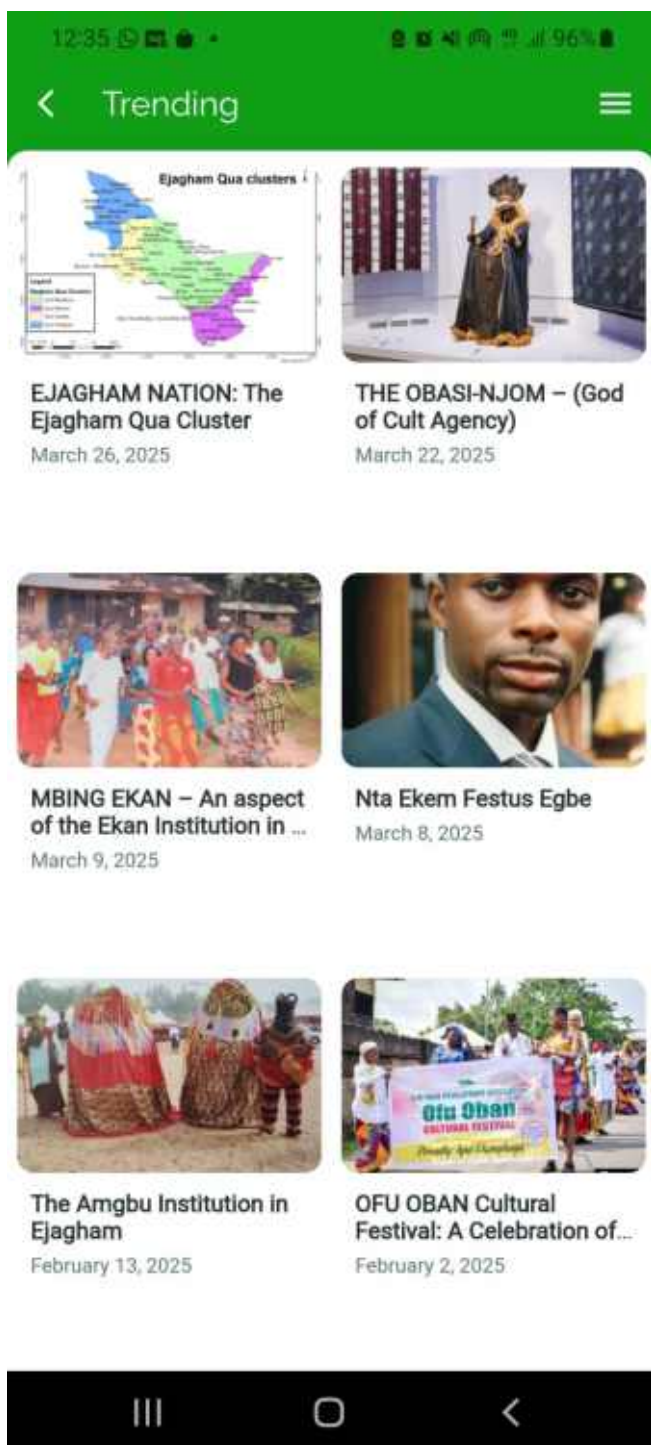 12:35
96%
Trending
Ejagham Qua clusters
EJAGHAM NATION: The
Ejagham Qua Cluster
March 26, 2025
THE OBASI-NJOM – (God
of Cult Agency)
March 22, 2025
MBING EKAN – An aspect
of the Ekan Institution in ...
March 9, 2025
Nta Ekem Festus Egbe
March 8, 2025
Ofu Oban
CULTURAL FESTIVAL
The Amgbu Institution in
Ejagham
February 13, 2025
OFU OBAN Cultural
Festival: A Celebration of...
February 2, 2025